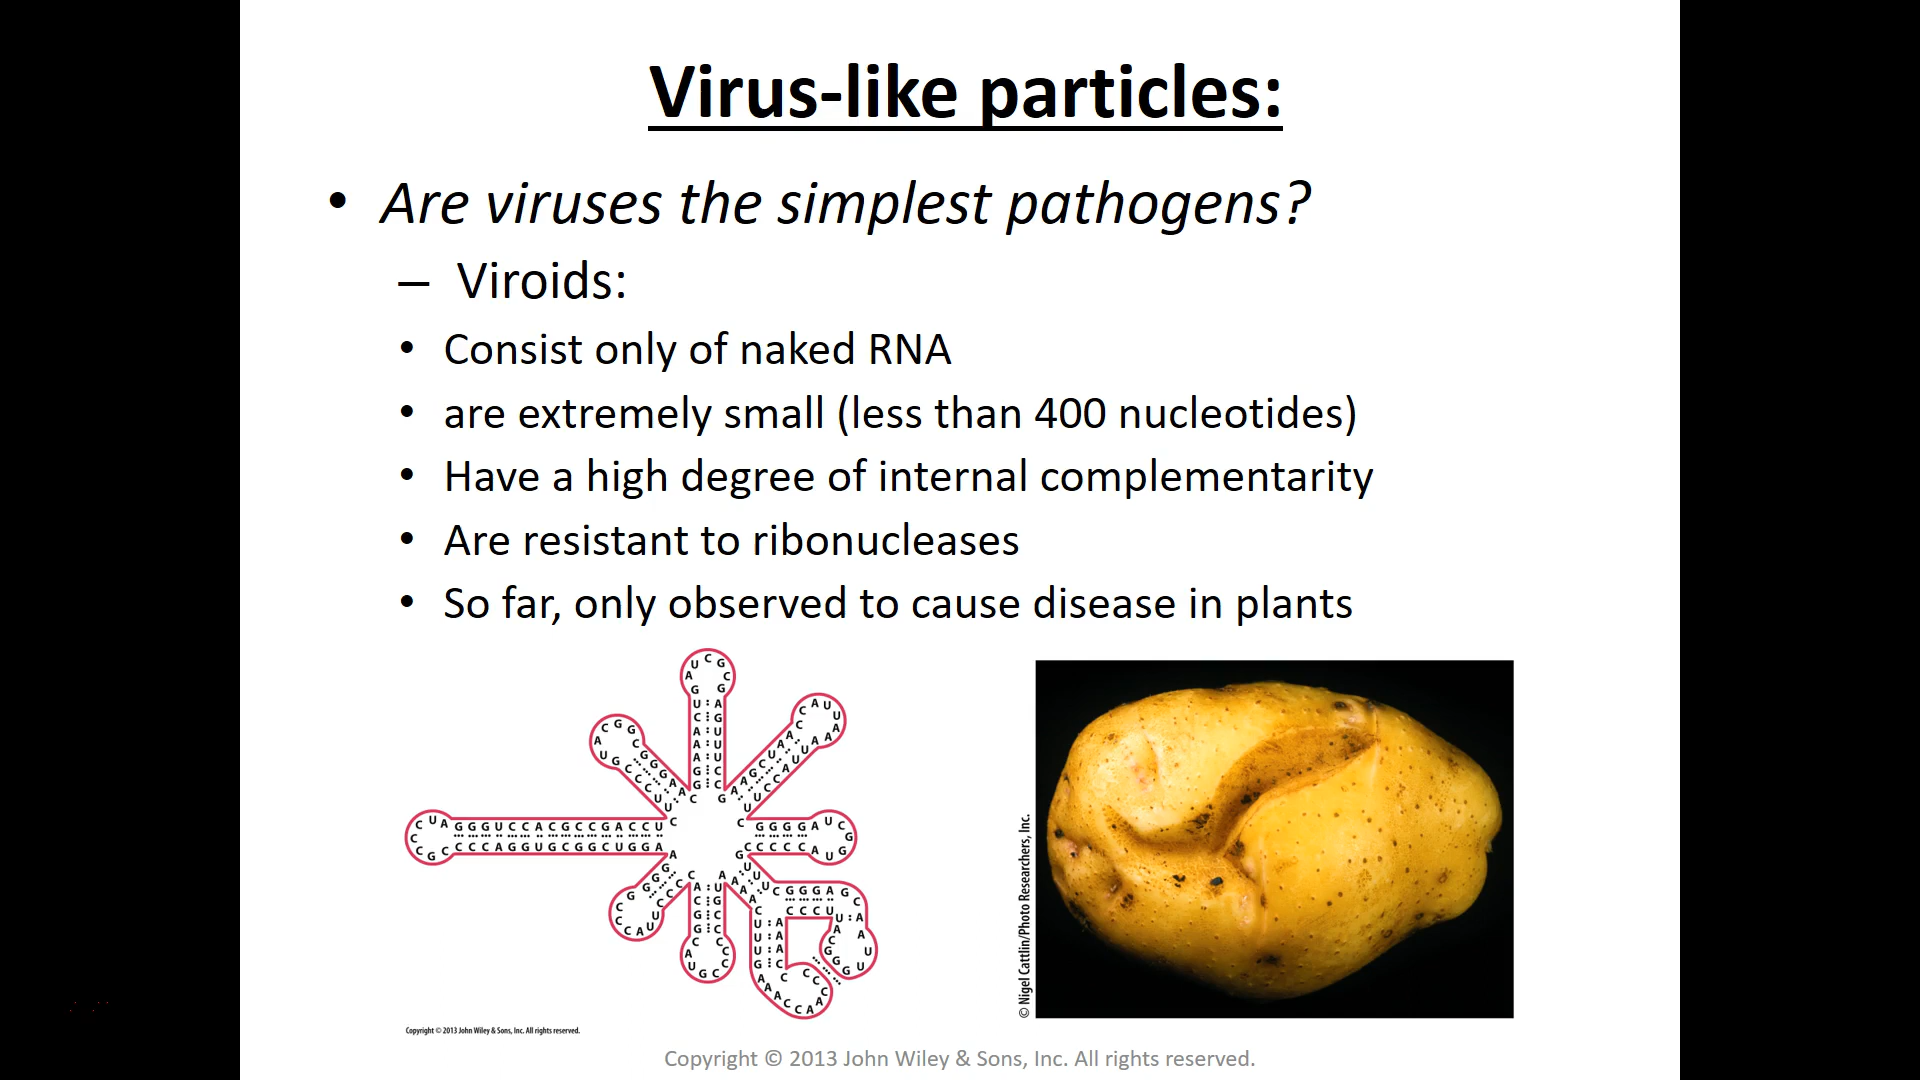 Virus-like particles:
• Are viruses the simplest pathogens?
– Viroids:
• Consist only of naked RNA
• are extremely small (less than 400 nucleotides)
• Have a high degree of internal complementarity
• Are resistant to ribonucleases
• So far, only observed to cause disease in plants
GGGUCCACGCCGACCU
CCCAGGUGCGGCUGGA
© Nigel Cattlin/Photo Researchers, Inc.
Copyright © 2013 John Wiley & Sons, Inc. All rights reserved.
Copyright © 2013 John Wiley & Sons, Inc. All rights reserved.